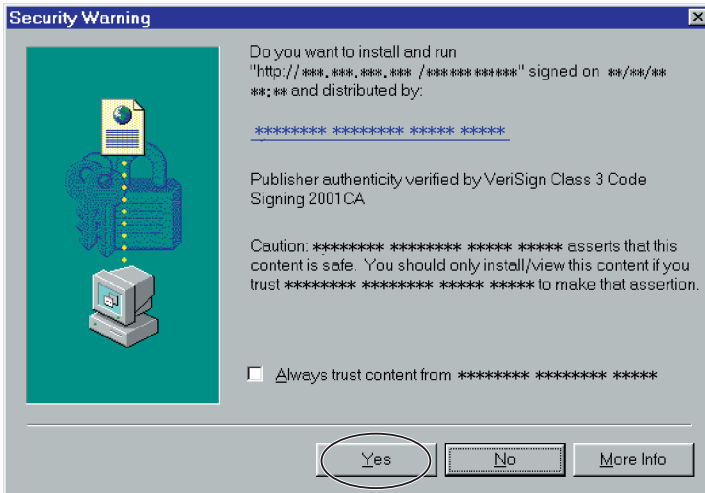 Security Warning
Do you want to install and run
"http://***.***.***.*** /************" signed on **/**/**
**:** and distributed by:
******** ******** ***** *****
Publisher authenticity verified by VeriSign Class 3 Code
Signing 2001CA
Caution: ******** ******** ***** ***** asserts that this
content is safe. You should only install/view this content if you
trust ******** ******** ***** ***** to make that assertion.
Always trust content from ******** ******** *****
Yes No More Info